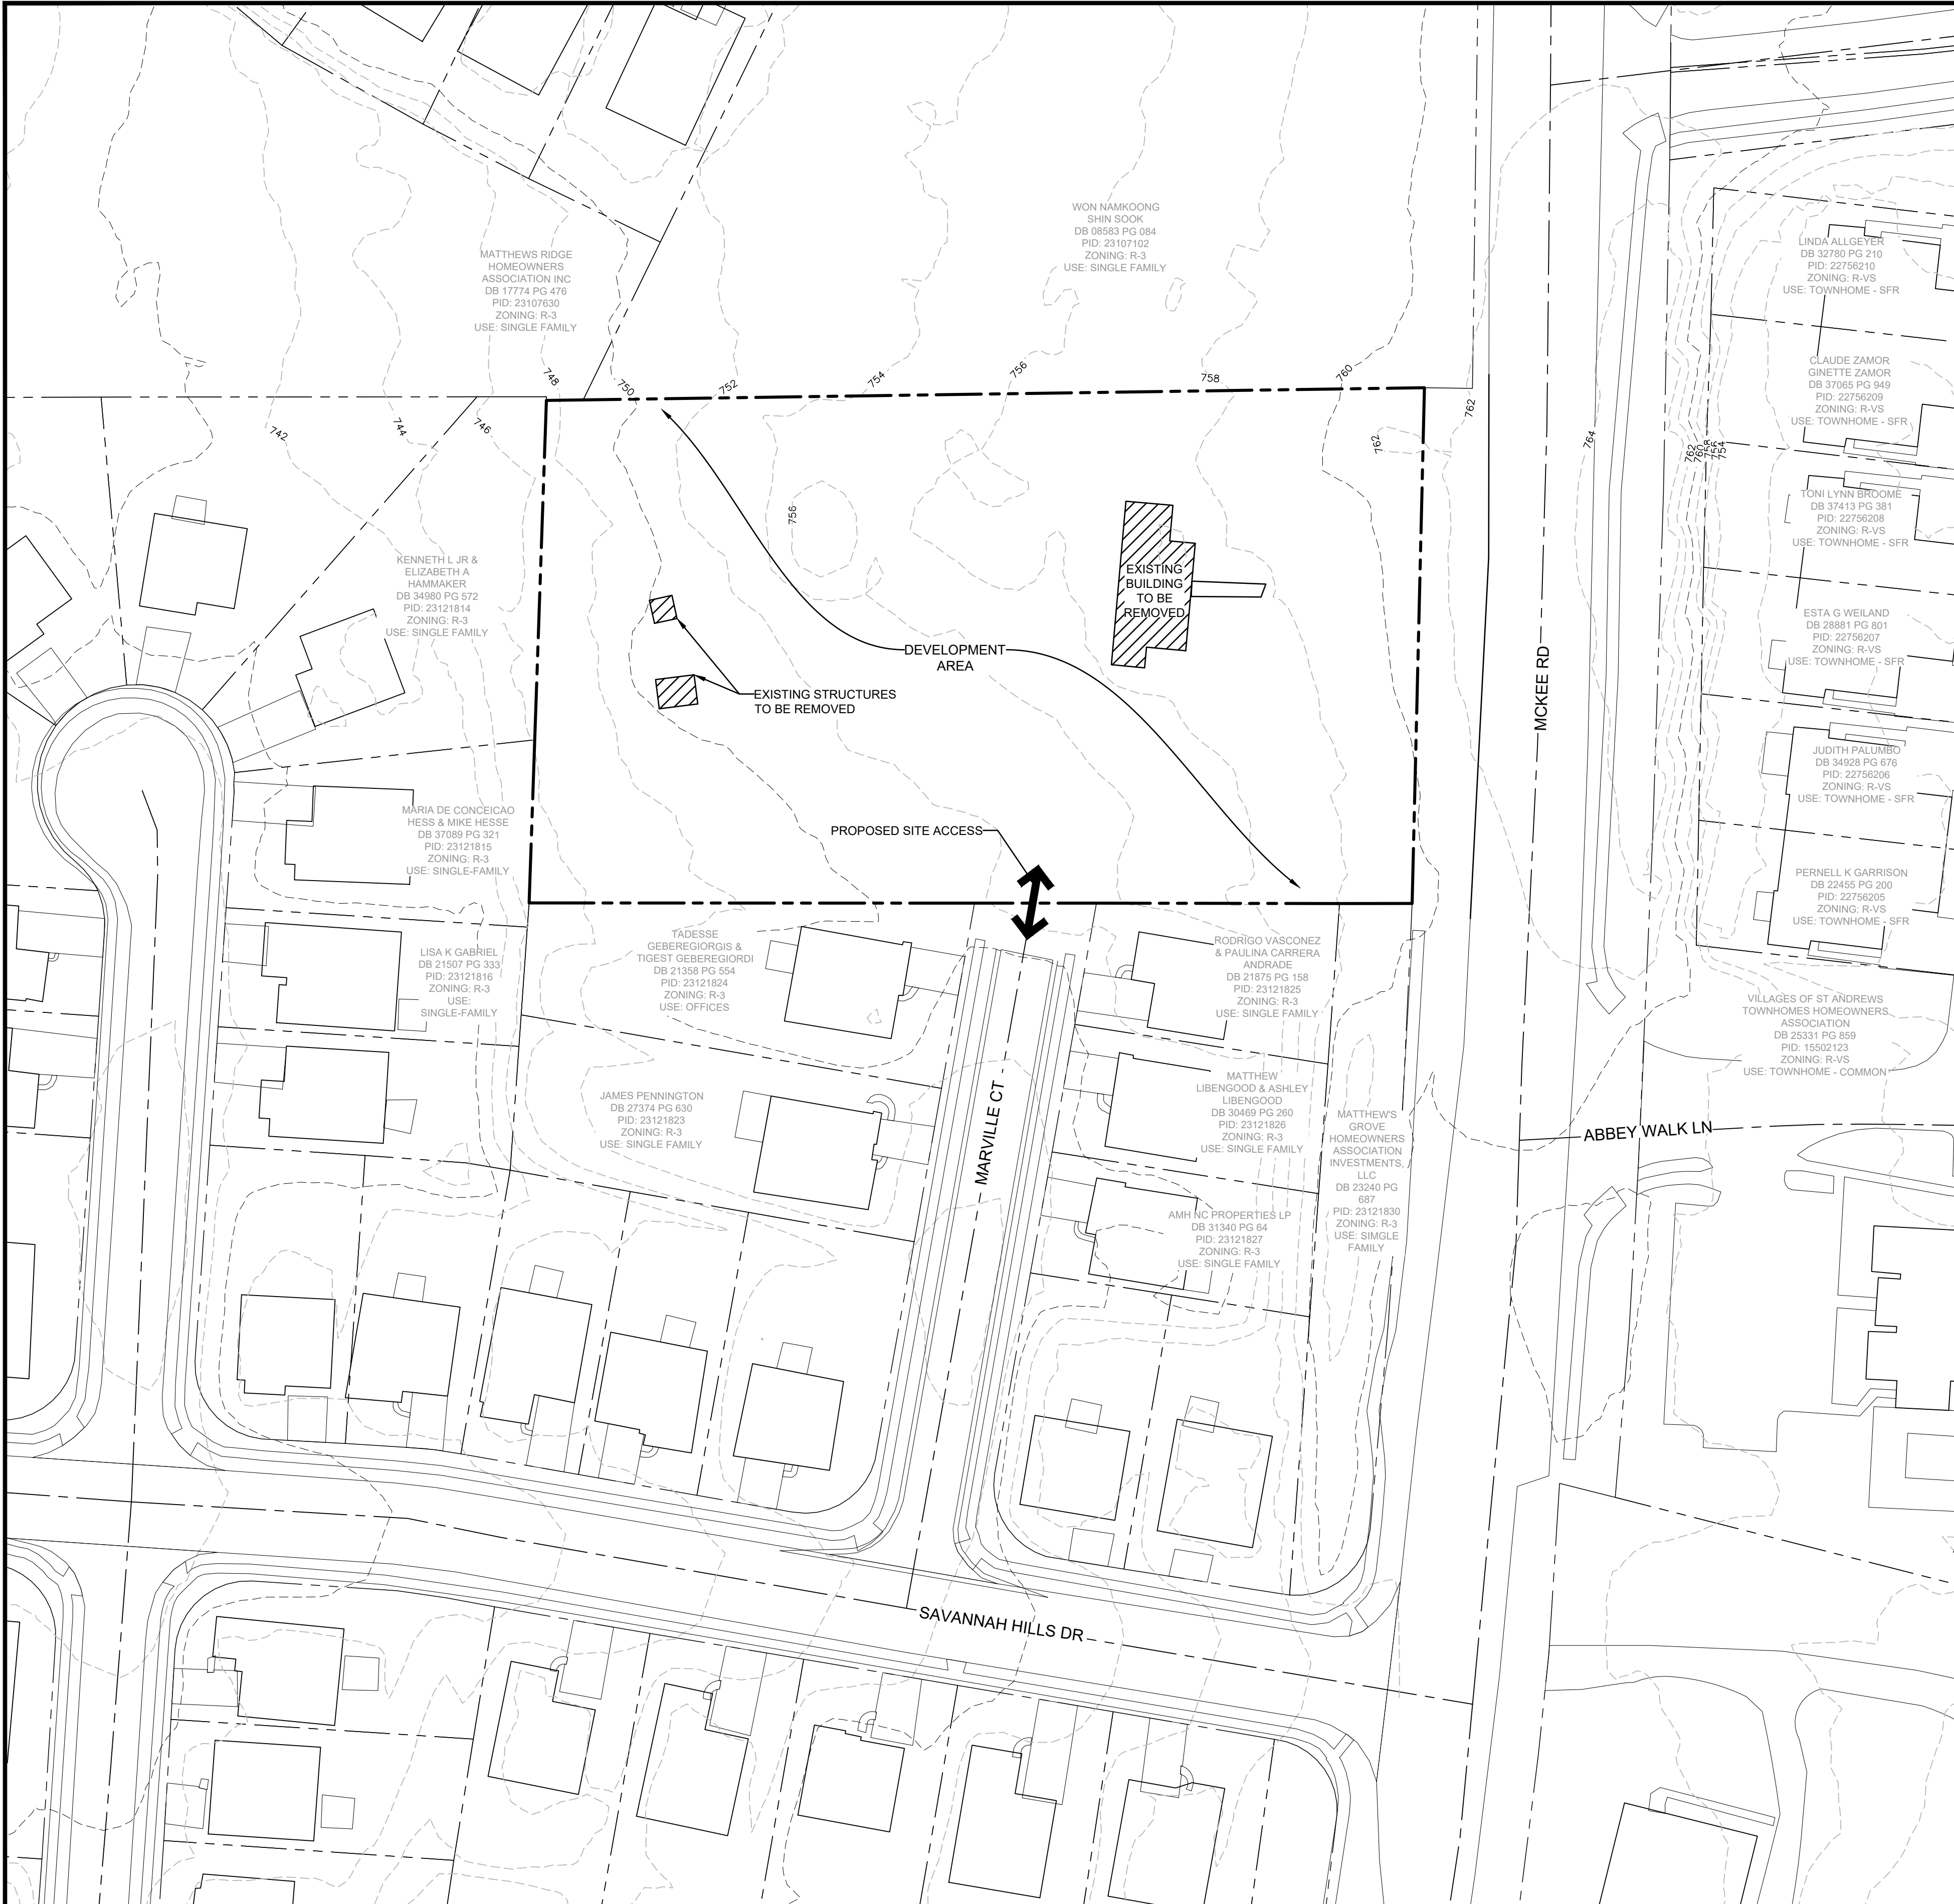 WON NAMKOONG
SHIN SOOK
DB 08583 PG 084
PID: 23107102
ZONING: R-3
USE: SINGLE FAMILY
MATTHEWS RIDGE
HOMEOWNERS
ASSOCIATION INC
DB 17774 PG 476
PID: 23107630
ZONING: R-3
USE: SINGLE FAMILY
LINDA ALLGEYER
DB 32780 PG 210
PID: 22756210
ZONING: R-VS
USE: TOWNHOME - SFR
CLAUDE ZAMOR
GINETTE ZAMOR
DB 37065 PG 949
PID: 22756209
ZONING: R-VS
USE: TOWNHOME - SFR
748
750
752
754
756
758
760
762
742
744
746
762
764
762
760
758
756
754
756
TONI LYNN BROOME
DB 37413 PG 381
PID: 22756208
ZONING: R-VS
USE: TOWNHOME - SFR
KENNETH L JR &
ELIZABETH A
HAMMAKER
DB 34980 PG 572
PID: 23121814
ZONING: R-3
USE: SINGLE FAMILY
EXISTING
BUILDING
TO BE
REMOVED
ESTA G WEILAND
DB 28881 PG 801
PID: 22756207
ZONING: R-VS
USE: TOWNHOME - SFR
DEVELOPMENT
AREA
EXISTING STRUCTURES
TO BE REMOVED
MCKEE RD
JUDITH PALUMBO
DB 34928 PG 676
PID: 22756206
ZONING: R-VS
USE: TOWNHOME - SFR
MARIA DE CONCEICAO
HESS & MIKE HESSE
DB 37089 PG 321
PID: 23121815
ZONING: R-3
USE: SINGLE-FAMILY
PROPOSED SITE ACCESS
PERNELL K GARRISON
DB 22455 PG 200
PID: 22756205
ZONING: R-VS
USE: TOWNHOME - SFR
LISA K GABRIEL
DB 21507 PG 333
PID: 23121816
ZONING: R-3
USE:
SINGLE-FAMILY
TADESSE
GEBEREGIORGIS &
TIGEST GEBEREGIORDI
DB 21358 PG 554
PID: 23121824
ZONING: R-3
USE: OFFICES
RODRIGO VASCONEZ
& PAULINA CARRERA
ANDRADE
DB 21875 PG 158
PID: 23121825
ZONING: R-3
USE: SINGLE FAMILY
VILLAGES OF ST ANDREWS
TOWNHOMES HOMEOWNERS
ASSOCIATION
DB 25331 PG 859
PID: 15502123
ZONING: R-VS
USE: TOWNHOME - COMMON
JAMES PENNINGTON
DB 27374 PG 630
PID: 23121823
ZONING: R-3
USE: SINGLE FAMILY
MARVILLE CT
MATTHEW
LIBENGOOD & ASHLEY
LIBENGOOD
DB 30469 PG 260
PID: 23121826
ZONING: R-3
USE: SINGLE FAMILY
MATTHEW'S
GROVE
HOMEOWNERS
ASSOCIATION
INVESTMENTS,
LLC
DB 23240 PG
687
PID: 23121830
ZONING: R-3
USE: SIMGLE
FAMILY
ABBEY WALK LN
AMH NC PROPERTIES LP
DB 31340 PG 64
PID: 23121827
ZONING: R-3
USE: SINGLE FAMILY
SAVANNAH HILLS DR